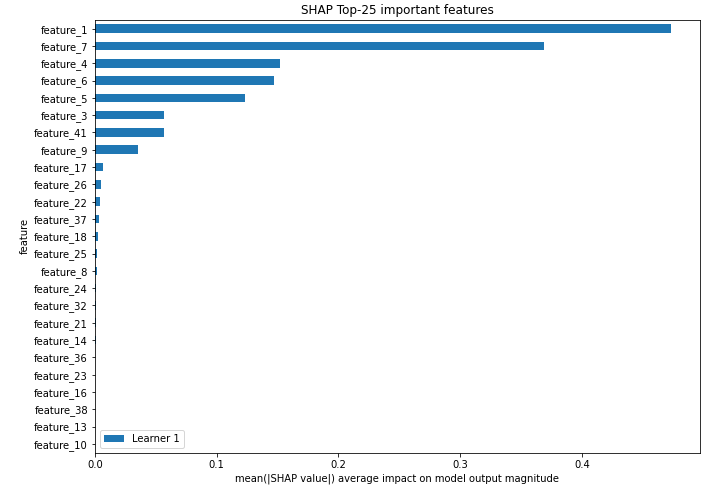 SHAP Top-25 important features
feature_1
feature_7
feature_4
feature_6
feature_5
feature_3
feature_41
feature_9
feature_17
feature_26
feature_22
feature_37
feature_18
feature_25
feature_8
feature_24
feature_32
feature_21
feature_14
feature_36
feature_23
feature_16
feature_38
feature_13
feature_10
feature
Learner 1
0.0 0.1 0.2 0.3 0.4
mean(|SHAP value|) average impact on model output magnitude